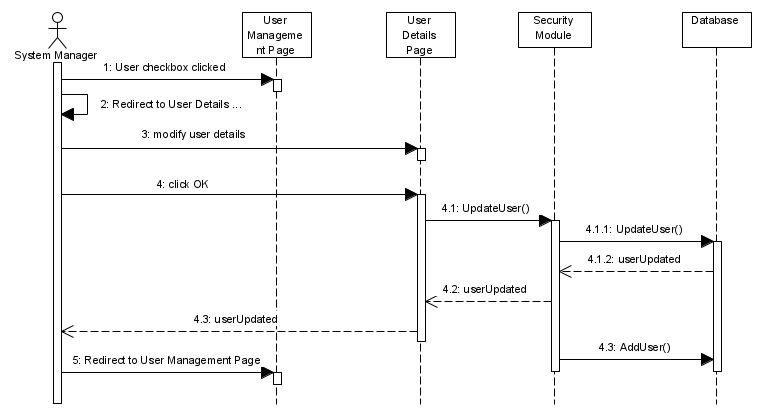 User
Manageme
nt Page
User
Details
Page
Security
Module
Database
System Manager
1: User checkbox clicked
2: Redirect to User Details ...
3: modify user details
4: click OK
4.1: UpdateUser()
4.1.1: UpdateUser()
4.1.2: userUpdated
4.2: userUpdated
4.3: userUpdated
4.3: AddUser()
5: Redirect to User Management Page